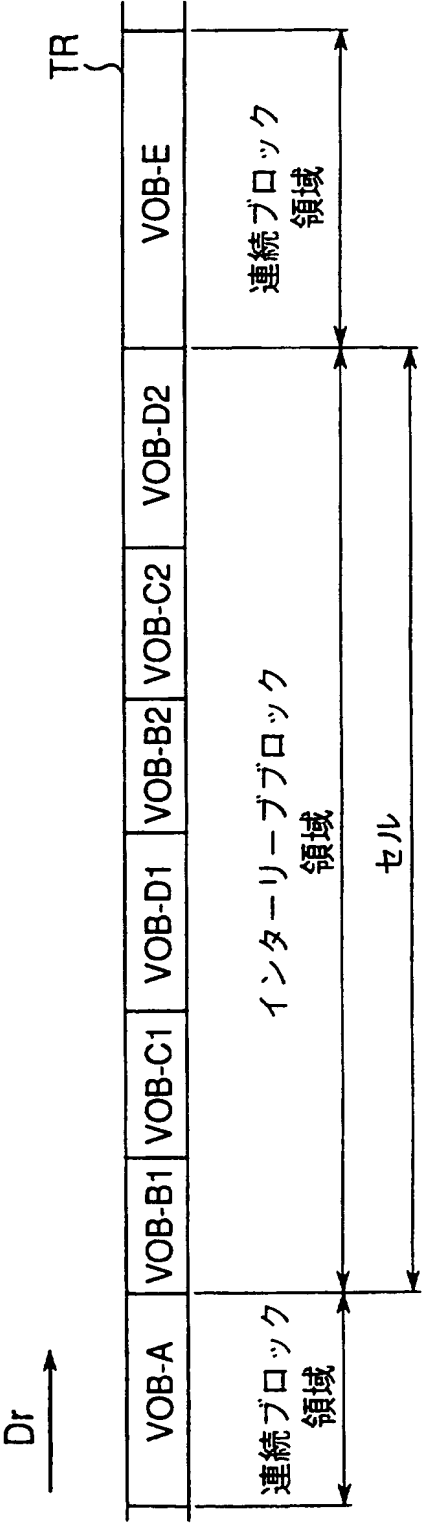 Dr
TR
VOB-A
VOB-B1
VOB-C1
VOB-D1
VOB-B2
VOB-C2
VOB-D2
VOB-E
連続ブロック
領域
インターリーブブロック
領域
連続ブロック
領域
セル